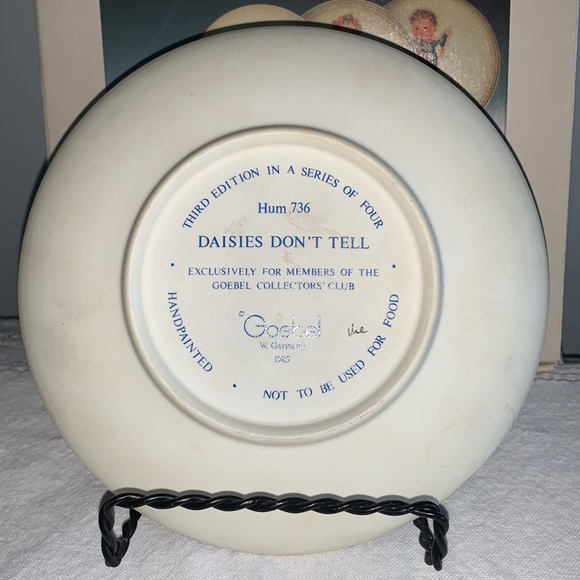 THIRD EDITION IN A SERIES OF FOUR
Hum 736
DAISIES DON'T TELL
EXCLUSIVELY FOR MEMBERS OF THE
GOEBEL COLLECTORS' CLUB
© Goebel
W. Germany
1985
HANDPAINTED
• NOT TO BE USED FOR FOOD •